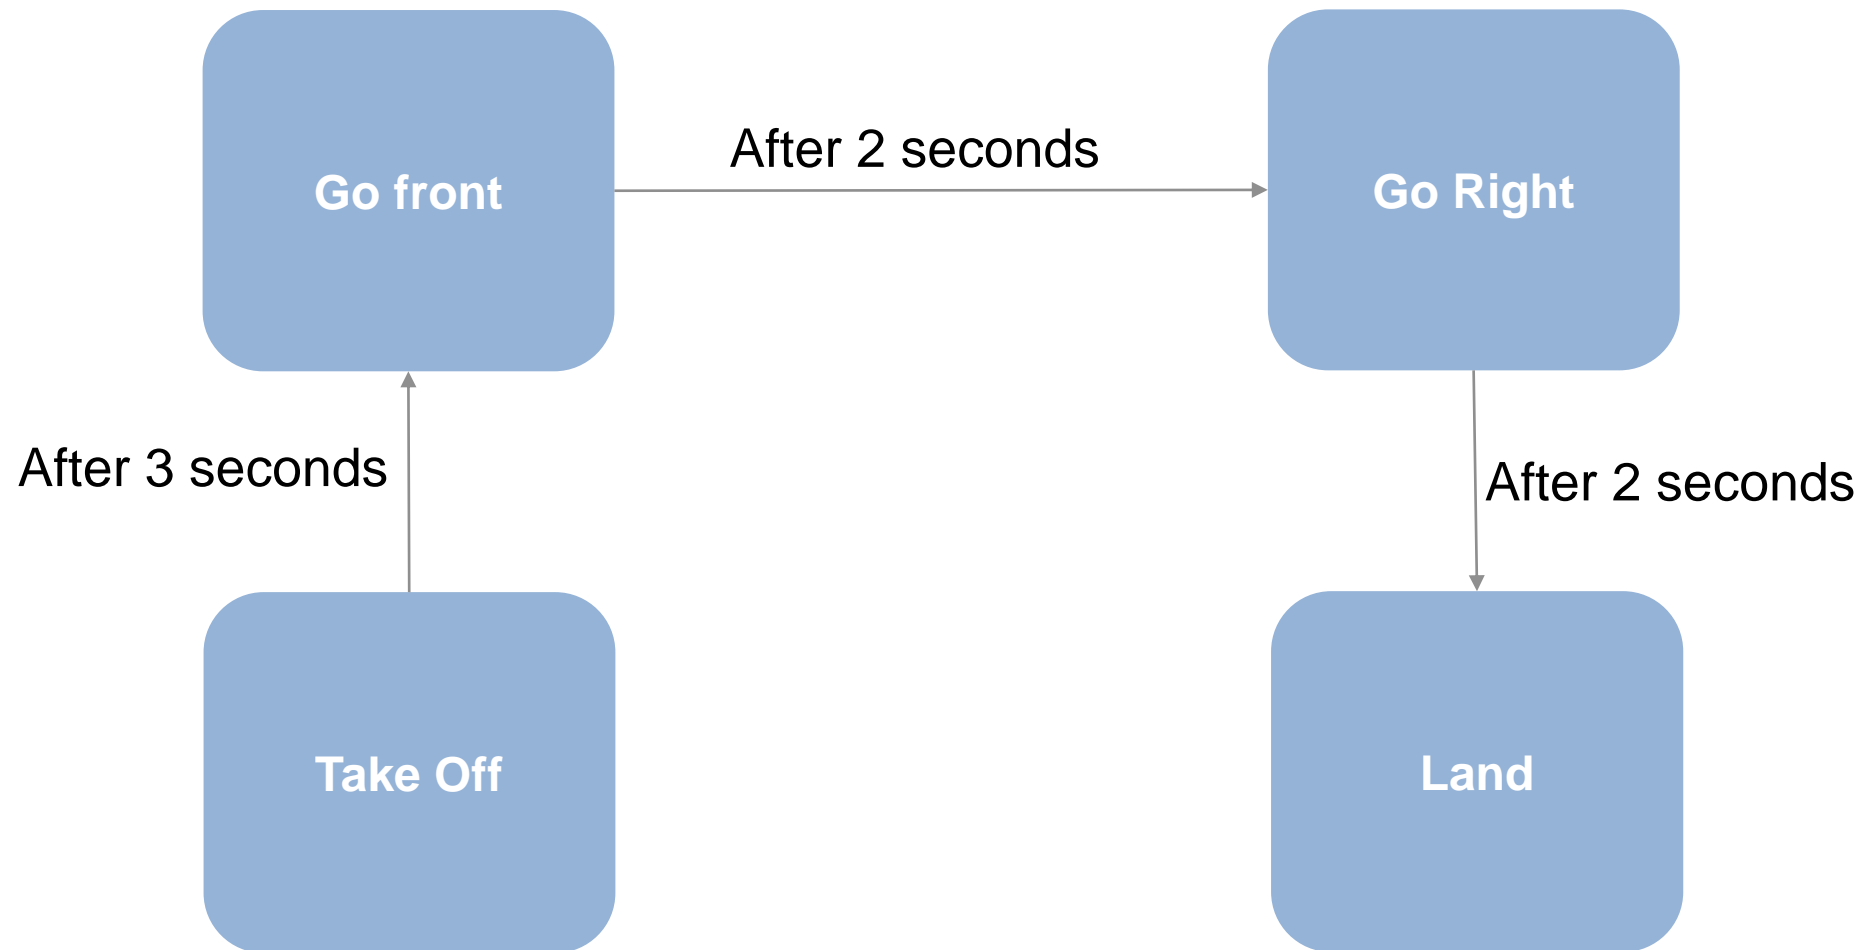 Go front
After 2 seconds
Go Right
After 3 seconds
After 2 seconds
Take Off
Land